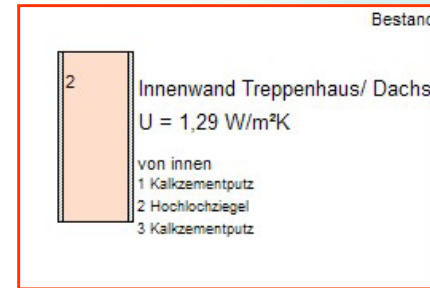 Bestand
2
Innenwand Treppenhaus/ Dachs
U = 1,29 W/m²K
von innen
1 Kalkzementputz
2 Hochlochziegel
3 Kalkzementputz